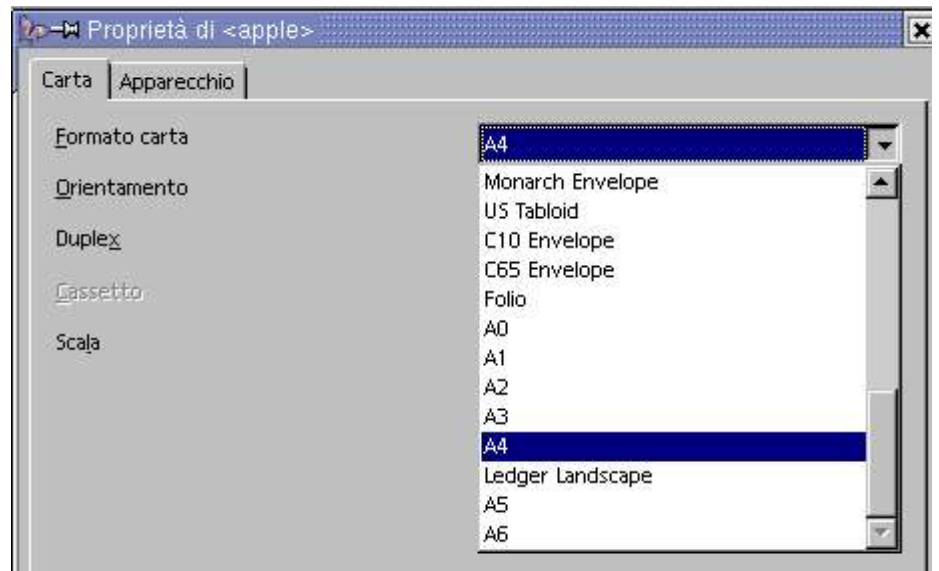 Proprietà di <apple>
Carta Apparecchio
Formato carta A4
Orientamento
Duplex
Cassetto
Scala
Monarch Envelope
US Tabloid
C10 Envelope
C65 Envelope
Folio
A0
A1
A2
A3
A4
Ledger Landscape
A5
A6